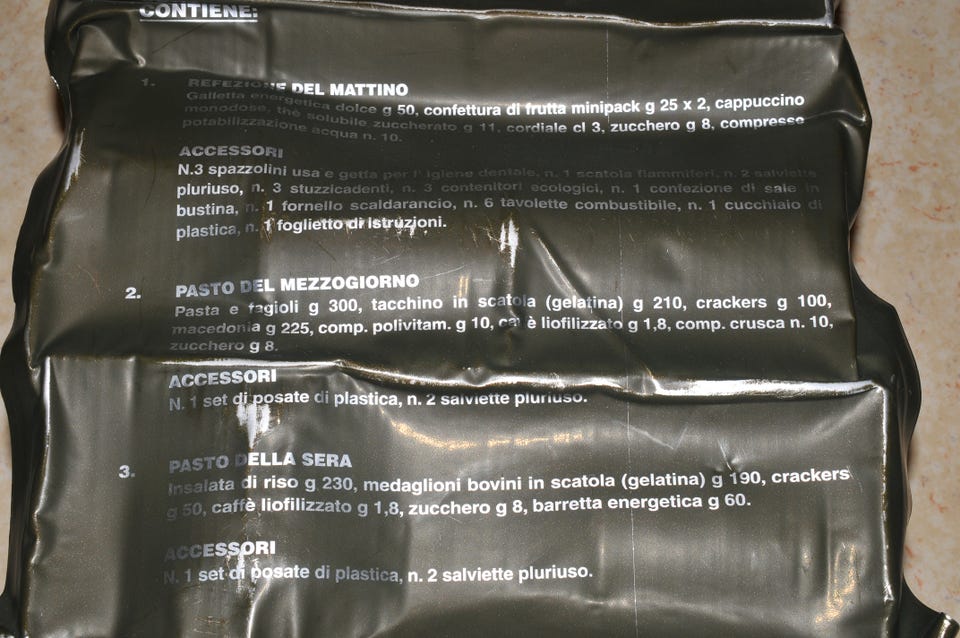 CONTIENE:
1. REFEZIONE DEL MATTINO
Galletta energetica dolce g 50, confettura di frutta minipack g 25 x 2, cappuccino
monodose, thè solubile zuccherato g 11, cordiale cl 3, zucchero g 8, compresse
potabilizzazione acqua n. 10.
ACCESSORI
N.3 spazzolini usa e getta per l' igiene dentale, n. 1 scatola fiammiferi, n. 2 salviette
pluriuso, n. 3 stuzzicadenti, n. 3 contenitori ecologici, n. 1 confezione di sale in
bustina, n. 1 fornello scaldarancio, n. 6 tavolette combustibile, n. 1 cucchiaio di
plastica, n. 1 foglietto di istruzioni.
2. PASTO DEL MEZZOGIORNO
Pasta e fagioli g 300, tacchino in scatola (gelatina) g 210, crackers g 100,
macedonia g 225, comp. polivitam. g 10, caffè liofilizzato g 1,8, comp. crusca n. 10,
zucchero g 8.
ACCESSORI
N. 1 set di posate di plastica, n. 2 salviette pluriuso.
3. PASTO DELLA SERA
Insalata di riso g 230, medaglioni bovini in scatola (gelatina) g 190, crackers
g 50, caffè liofilizzato g 1,8, zucchero g 8, barretta energetica g 60.
ACCESSORI
N. 1 set di posate di plastica, n. 2 salviette pluriuso.